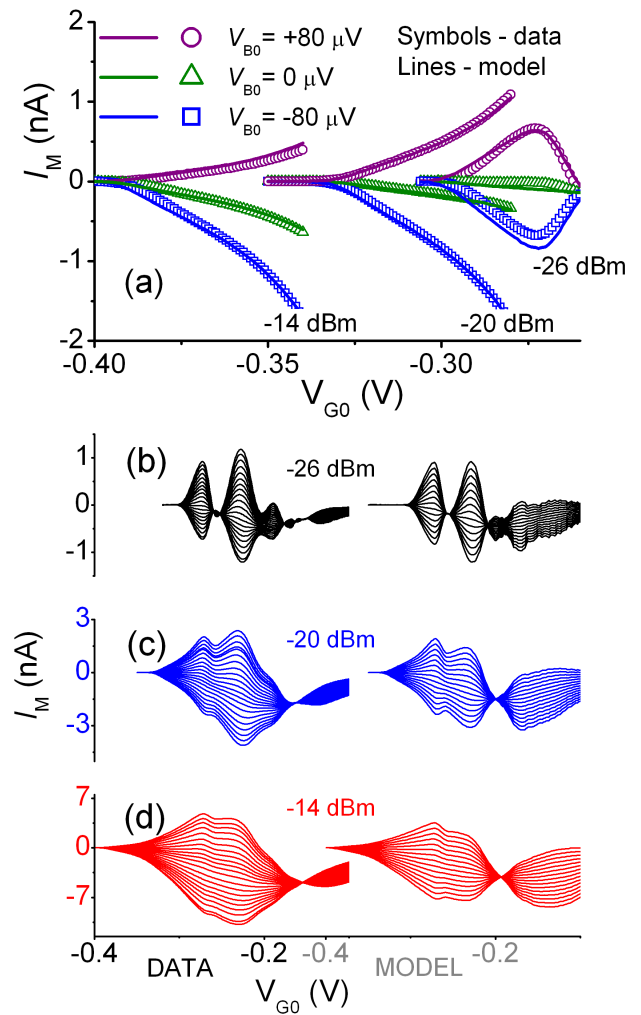 2
1
0
-1
-2
I_M (nA)
V_B0 = +80 μV
V_B0 = 0 μV
V_B0 = -80 μV
Symbols - data
Lines - model
(a)
-14 dBm
-20 dBm
-26 dBm
-0.40
-0.35
-0.30
V_G0 (V)
(b)
-26 dBm
1
0
-1
(c)
-20 dBm
3
0
-3
I_M (nA)
(d)
-14 dBm
7
0
-7
-0.4
-0.2
-0.4
-0.2
DATA
MODEL
V_G0 (V)